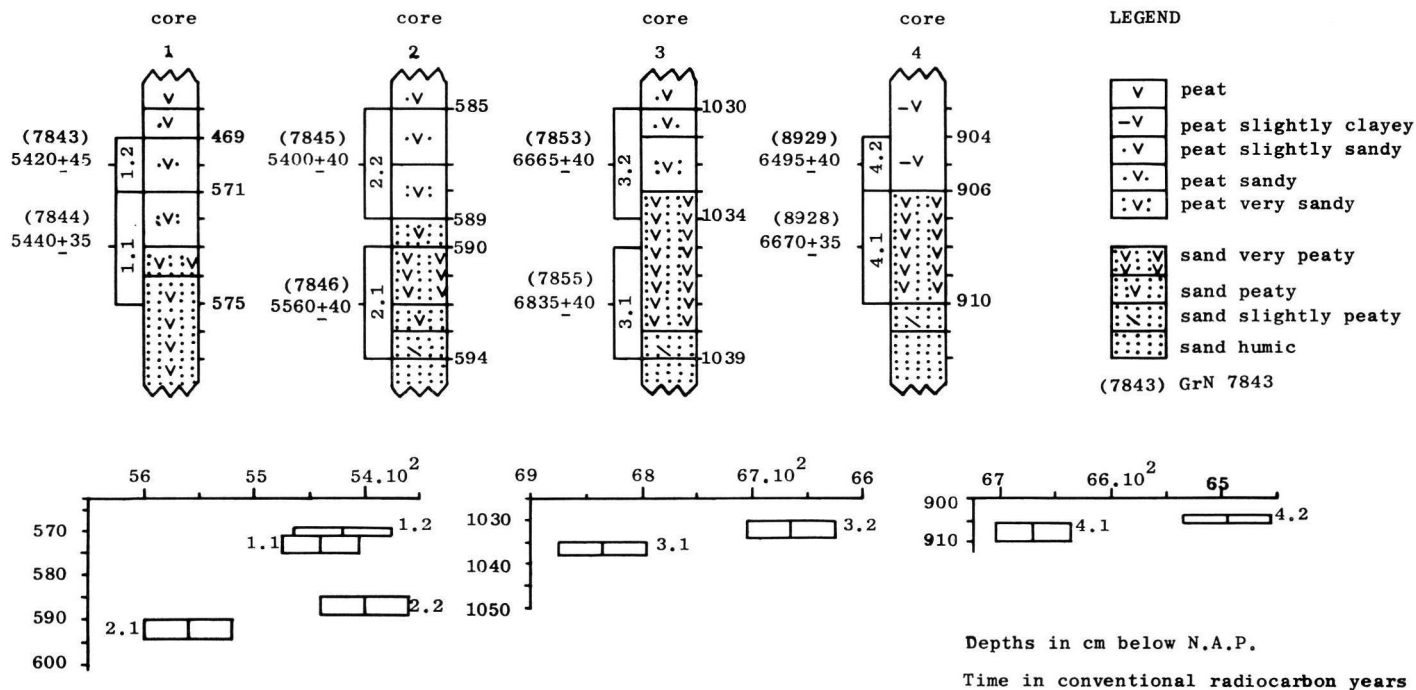 core core core core LEGEND
1 2 3 4
585 1030
(7843) 469 (7845) (7853) (8929) 904
5420±45 5400±40 6665±40 6495±40
1.2 2.2 3.2 4.2
571 906
(7844) 589 1034 (8928)
5440±35 590 6670±35
1.1 (7846) (7855) 4.1
575 5560±40 6835±40 910
2.1 3.1
594 1039
v peat
-v peat slightly clayey
.v peat slightly sandy
.v. peat sandy
:v: peat very sandy
sand very peaty
sand peaty
sand slightly peaty
sand humic
(7843) GrN 7843
56 55 54.10²
570
580
590
600
1.2
1.1
2.2
2.1
69 68 67.10² 66
1030
1040
1050
3.2
3.1
67 66.10² 65
900
910
4.1 4.2
Depths in cm below N.A.P.
Time in conventional radiocarbon years